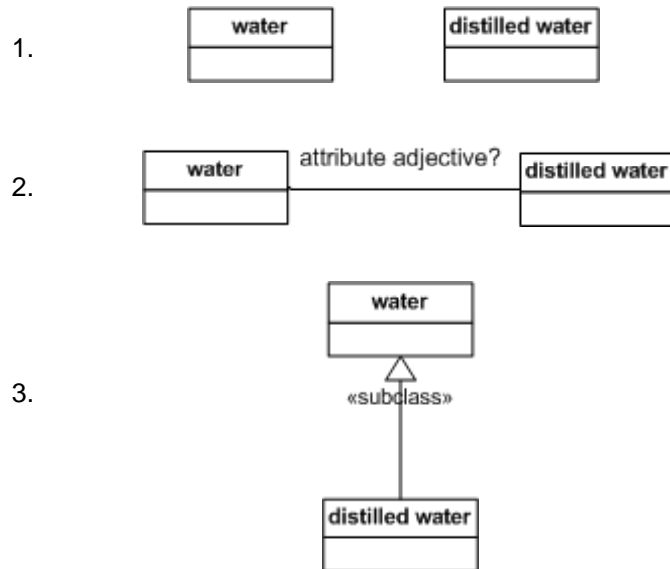 1.
water
distilled water
2.
water
attribute adjective?
distilled water
3.
water
«subclass»
distilled water